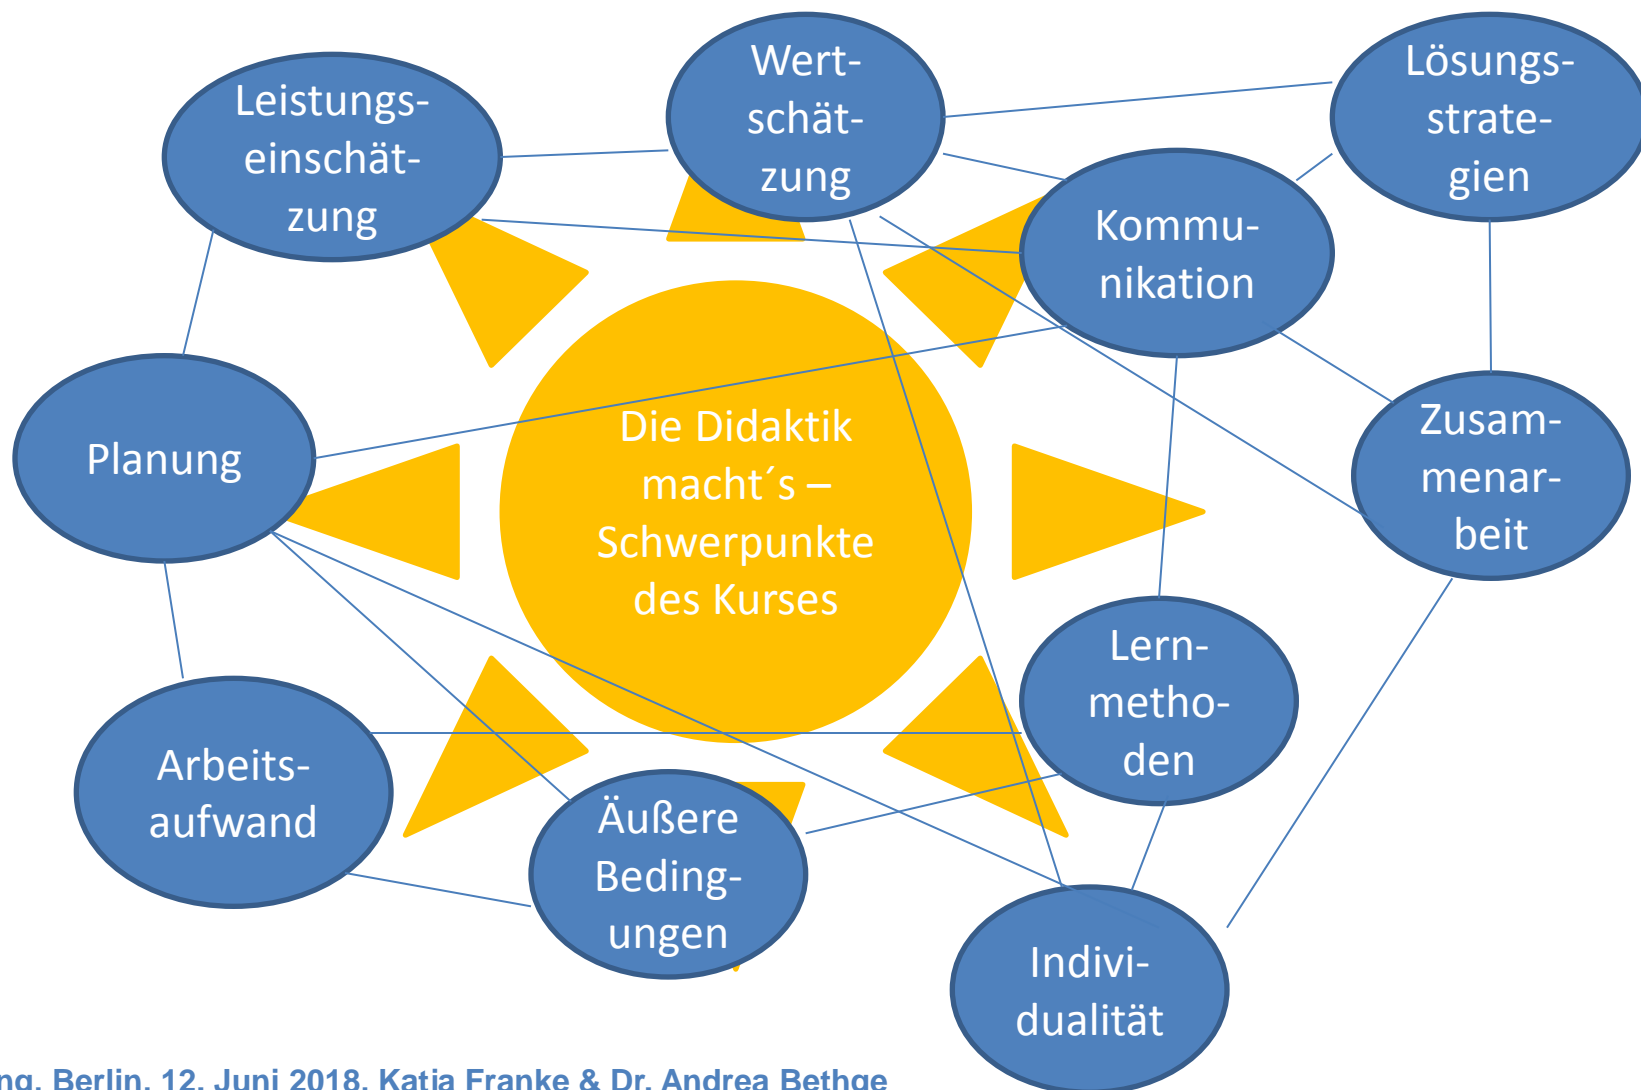 Wert-
schät-
zung
Lösungs-
strate-
gien
Leistungs-
einschät-
zung
Kommu-
nikation
Planung
Die Didaktik
macht´s –
Schwerpunkte
des Kurses
Zusam-
menar-
beit
Lern-
metho-
den
Arbeits-
aufwand
Äußere
Beding-
ungen
Indivi-
dualität
ng, Berlin, 12. Juni 2018, Katja Franke & Dr. Andrea Bethge